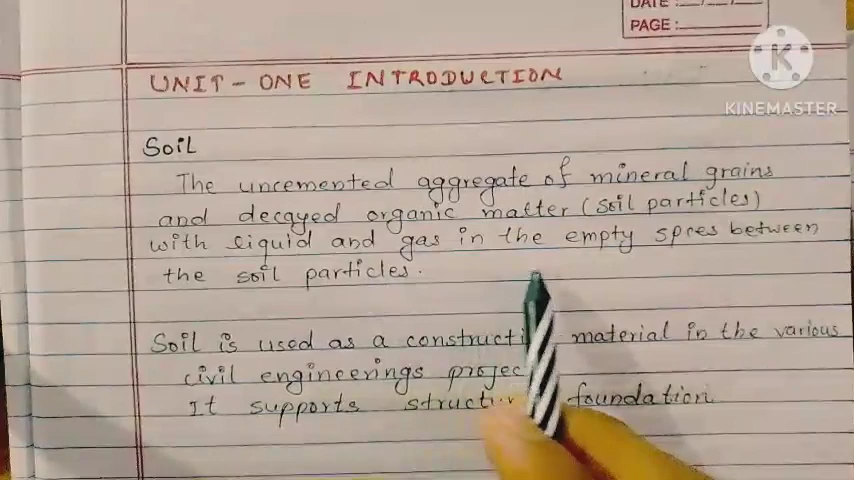 DATE :
PAGE :
KINEMASTER
UNIT - ONE INTRODUCTION
Soil
The uncemented aggregate of mineral grains
and decayed organic matter (soil particles)
with liquid and gas in the empty spces between
the soil particles.
Soil is used as a constructi material in the various
civil engineerings projec
It supports structur foundation